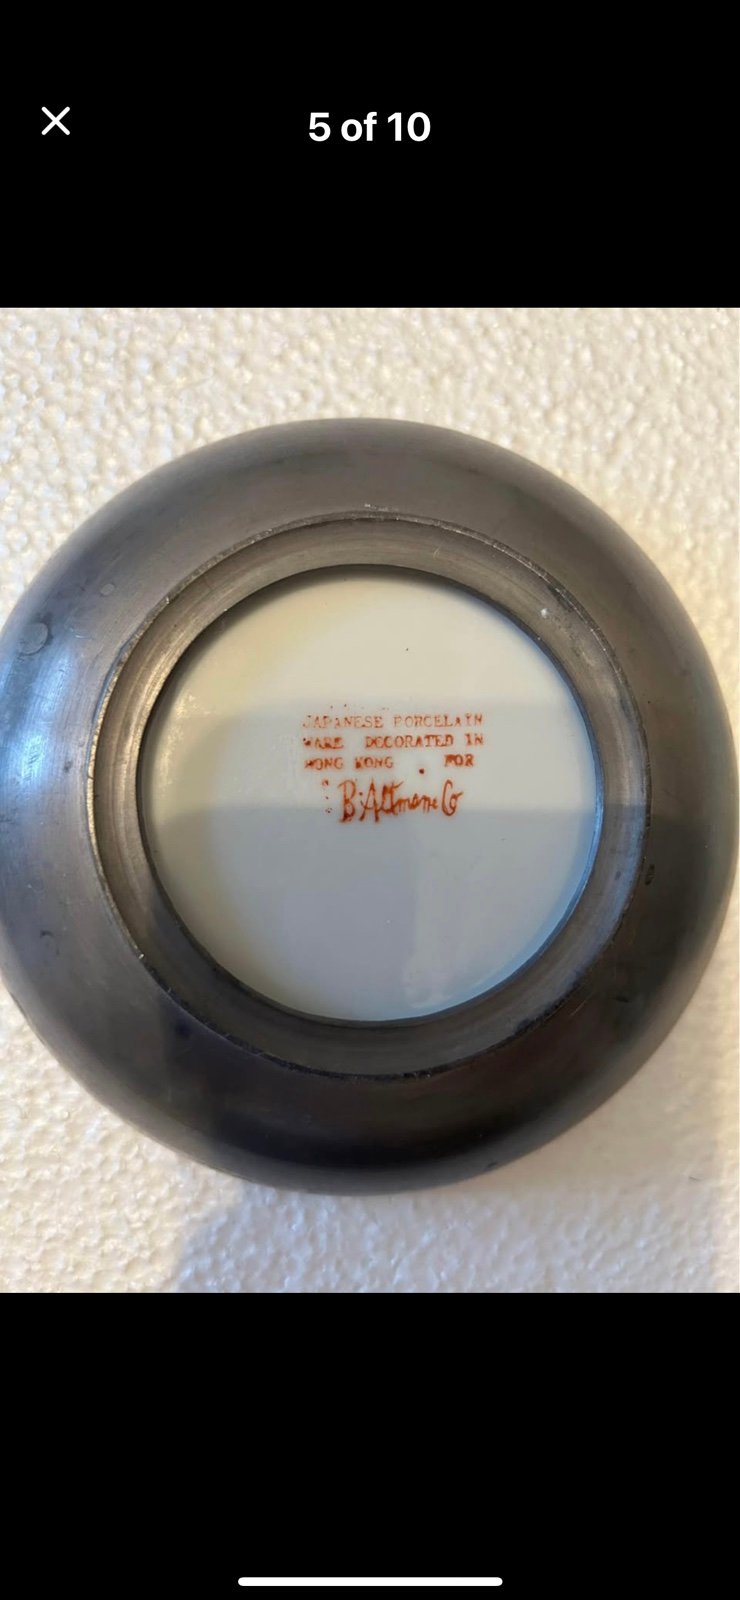 5 of 10
JAPANESE PORCELAIN
WARE DECORATED IN
HONG KONG FOR
B. Altman & Co